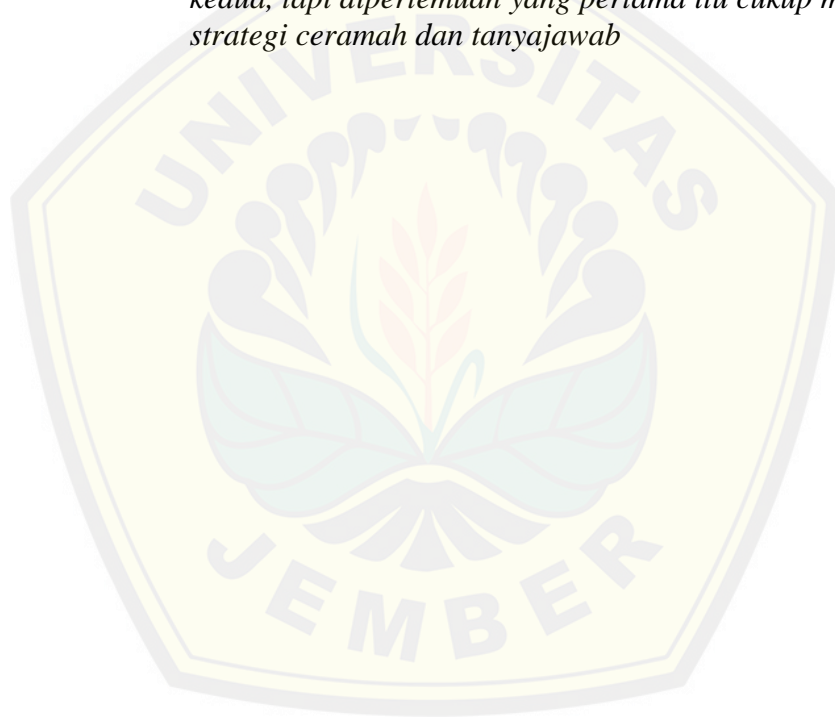 kedua, tapi dipertemuan yang pertama itu cukup
strategi ceramah dan tanyajawab
UNIVERSITAS
JEMBER